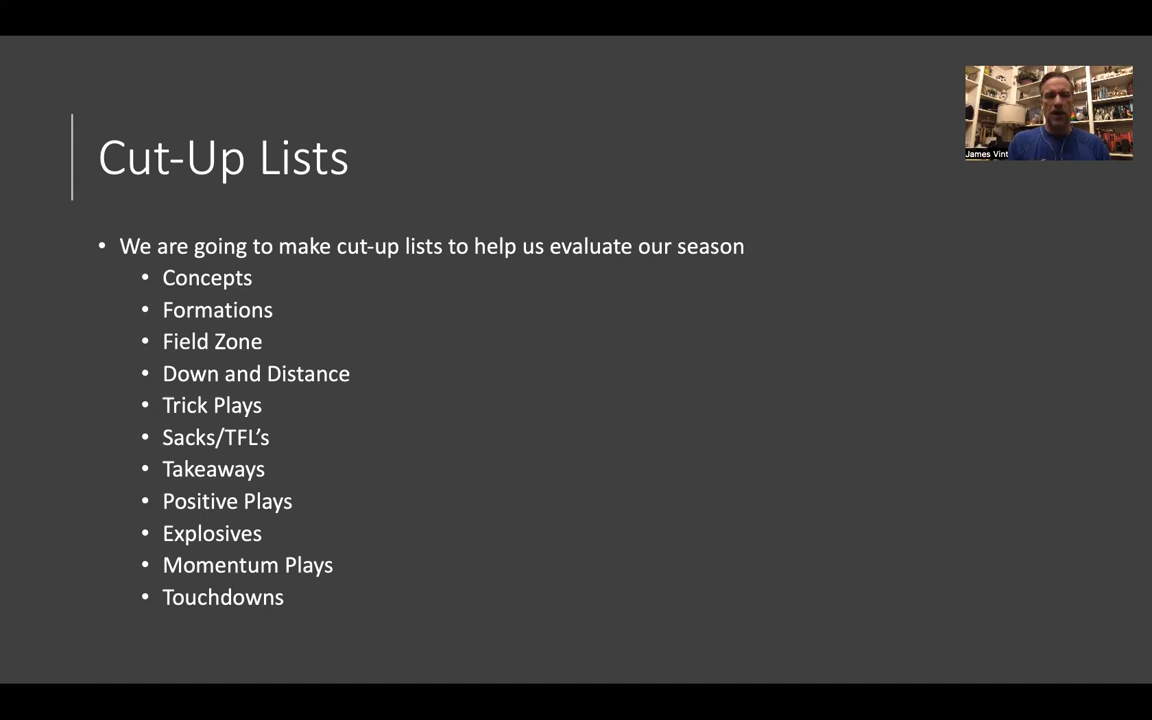 Cut-Up Lists
• We are going to make cut-up lists to help us evaluate our season
• Concepts
• Formations
• Field Zone
• Down and Distance
• Trick Plays
• Sacks/TFL’s
• Takeaways
• Positive Plays
• Explosives
• Momentum Plays
• Touchdowns
James Vint